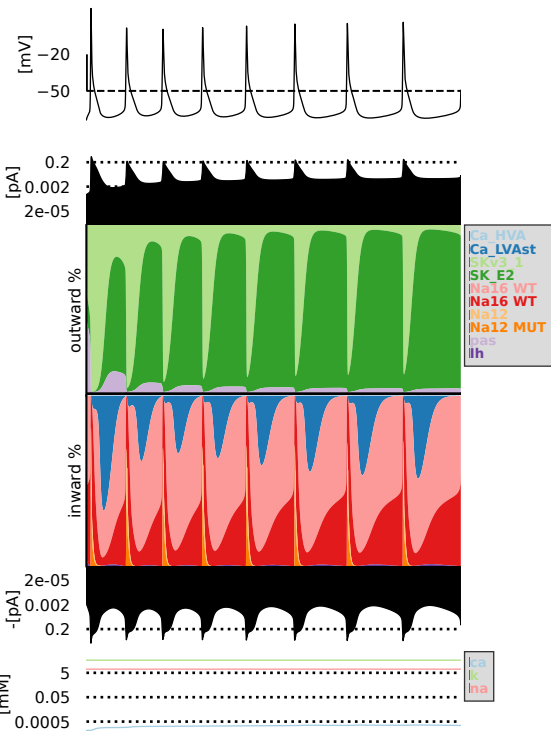 [mV]
−20
−50
[pA]
0.2
0.002
2e-05
outward %
Ca_HVA
Ca_LVAst
SKv3_1
SK_E2
Na16 WT
Na16 WT
Na12
Na12 MUT
pas
Ih
inward %
2e-05
0.002
0.2
-[pA]
[mM]
5
0.05
0.0005
ca
k
na